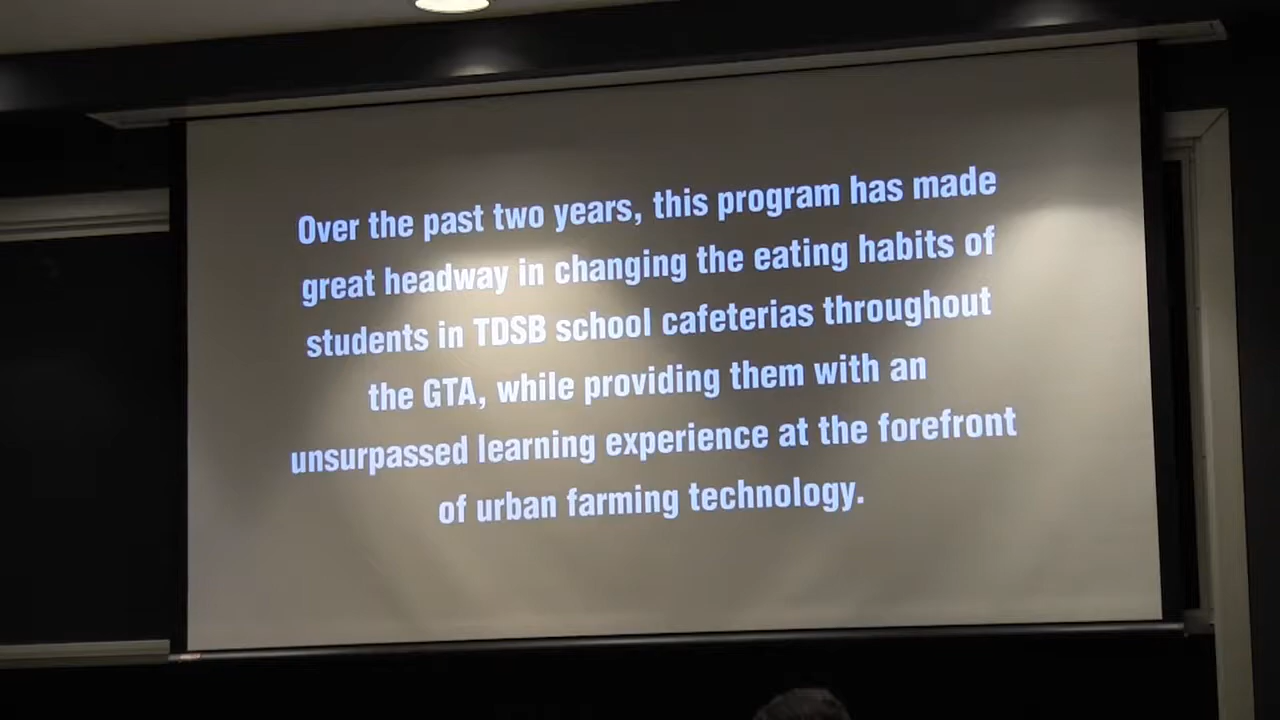 Over the past two years, this program has made
great headway in changing the eating habits of
students in TDSB school cafeterias throughout
the GTA, while providing them with an
unsurpassed learning experience at the forefront
of urban farming technology.